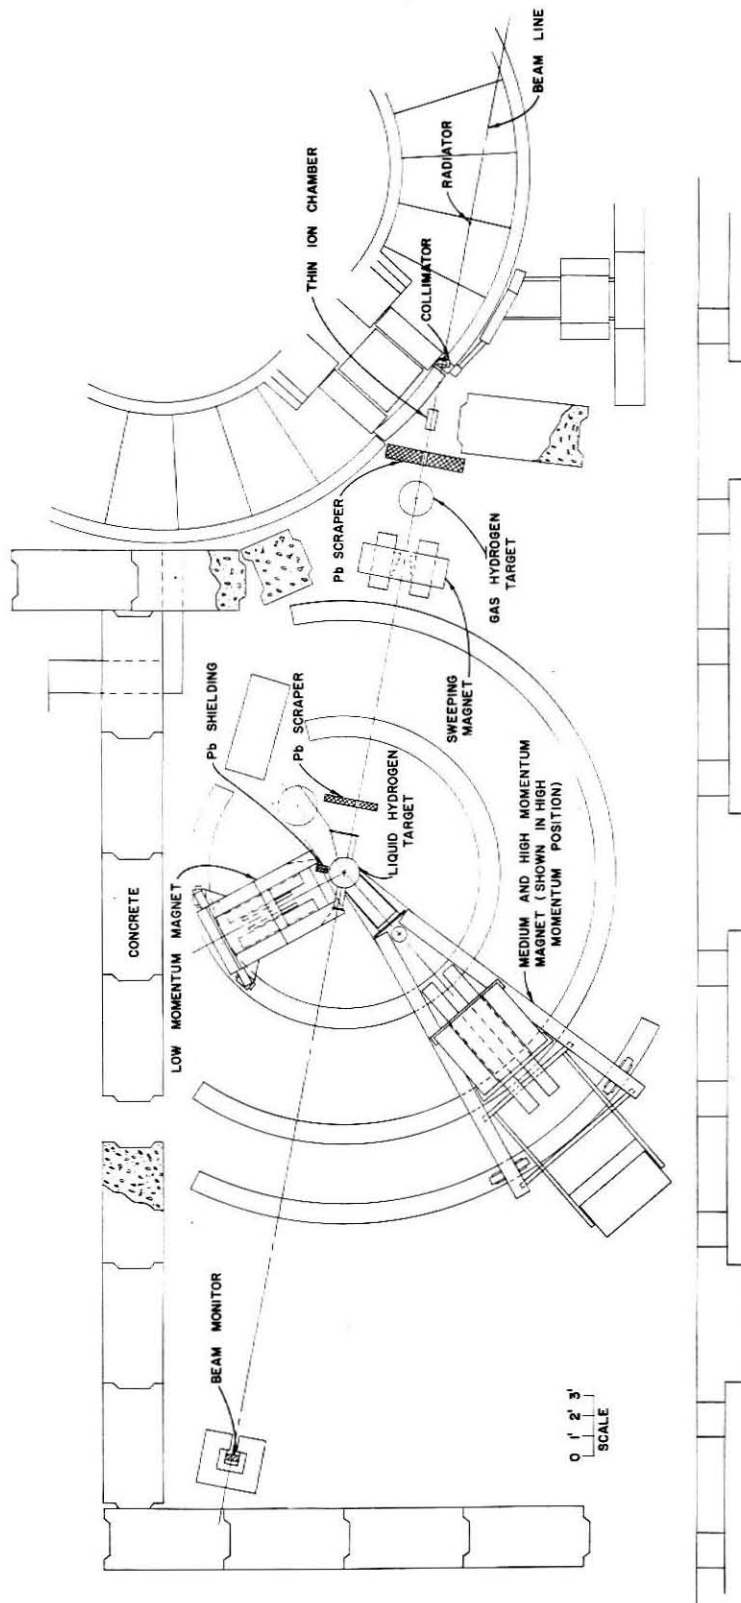 BEAM LINE
RADIATOR
THIN ION CHAMBER
COLLIMATOR
Pb SCRAPER
GAS HYDROGEN
TARGET
SWEEPING
MAGNET
Pb SHIELDING
Pb SCRAPER
LIQUID HYDROGEN
TARGET
MEDIUM AND HIGH MOMENTUM
MAGNET (SHOWN IN HIGH
MOMENTUM POSITION)
LOW MOMENTUM MAGNET
CONCRETE
BEAM MONITOR
0 1' 2' 3'
SCALE